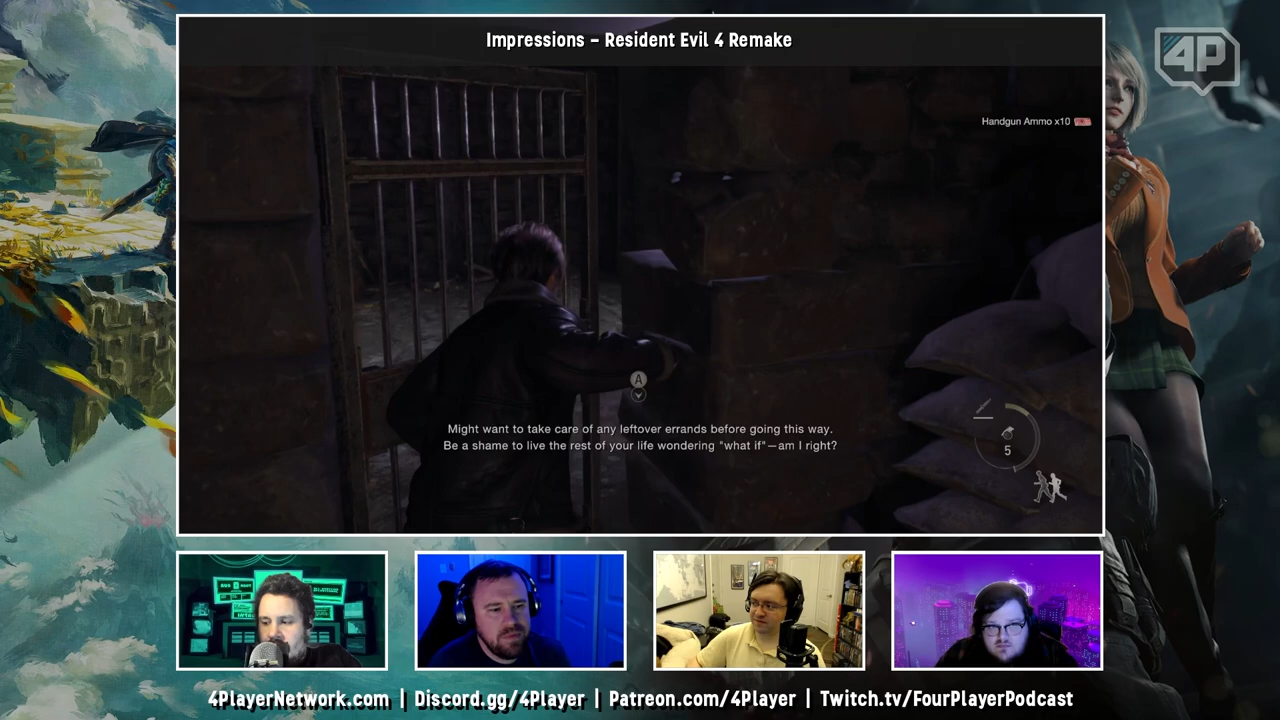 Impressions – Resident Evil 4 Remake
4P
Handgun Ammo x10
A
Might want to take care of any leftover errands before going this way.
Be a shame to live the rest of your life wondering "what if"—am I right?
5
4PlayerNetwork.com | Discord.gg/4Player | Patreon.com/4Player | Twitch.tv/FourPlayerPodcast